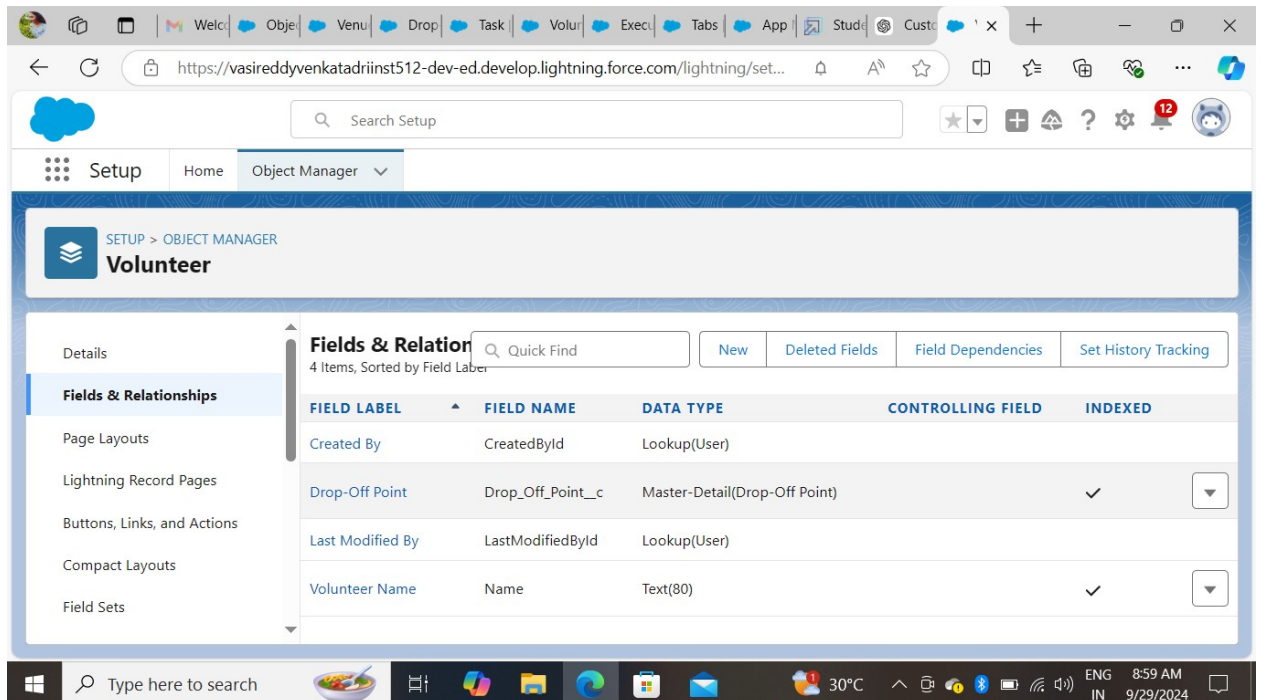 Welc Objec Venu Drop Task Volur Execu Tabs App Stude Custo
https://vasireddyvenkatadriinst512-dev-ed.develop.lightning.force.com/lightning/set...
Search Setup
12
Setup Home Object Manager
SETUP > OBJECT MANAGER
Volunteer
Details
Fields & Relationships
Page Layouts
Lightning Record Pages
Buttons, Links, and Actions
Compact Layouts
Field Sets
Fields & Relation
Quick Find New Deleted Fields Field Dependencies Set History Tracking
4 Items, Sorted by Field Label
FIELD LABEL FIELD NAME DATA TYPE CONTROLLING FIELD INDEXED
Created By CreatedById Lookup(User)
Drop-Off Point Drop_Off_Point__c Master-Detail(Drop-Off Point)
Last Modified By LastModifiedById Lookup(User)
Volunteer Name Name Text(80)
Type here to search 30°C ENG 8:59 AM
IN 9/29/2024